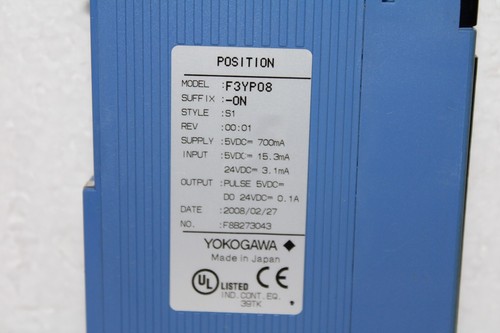 POSITION
MODEL :F3YP08
SUFFIX :-0N
STYLE :S1
REV :00:01
SUPPLY :5VDC⎓ 700mA
INPUT :5VDC⎓ 15.3mA
24VDC⎓ 3.1mA
OUTPUT :PULSE 5VDC⎓
DO 24VDC⎓ 0.1A
DATE :2008/02/27
NO. :F8B273043
YOKOGAWA ◆
Made in Japan
UL LISTED CE
IND.CONT.EQ.
39TK